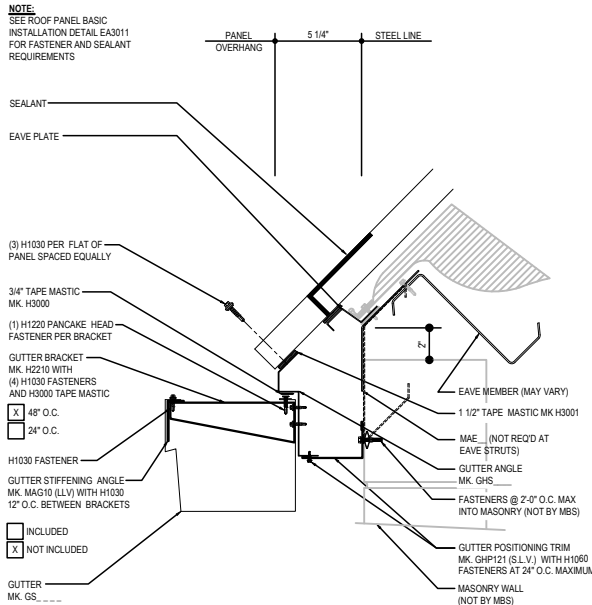 NOTE:
SEE ROOF PANEL BASIC
INSTALLATION DETAIL EA3011
FOR FASTENER AND SEALANT
REQUIREMENTS
PANEL
OVERHANG
5 1/4"
STEEL LINE
SEALANT
EAVE PLATE
(3) H1030 PER FLAT OF
PANEL SPACED EQUALLY
3/4" TAPE MASTIC
MK. H3000
(1) H1220 PANCAKE HEAD
FASTENER PER BRACKET
GUTTER BRACKET
MK. H2210 WITH
(4) H1030 FASTENERS
AND H3000 TAPE MASTIC
X 48" O.C.
24" O.C.
H1030 FASTENER
GUTTER STIFFENING ANGLE
MK. MAG10 (LLV) WITH H1030
12" O.C. BETWEEN BRACKETS
INCLUDED
X NOT INCLUDED
GUTTER
MK. GS____
2"
EAVE MEMBER (MAY VARY)
1 1/2" TAPE MASTIC MK H3001
MAE__ (NOT REQ'D AT
EAVE STRUTS)
GUTTER ANGLE
MK. GHS__
FASTENERS @ 2'-0" O.C. MAX
INTO MASONRY (NOT BY MBS)
GUTTER POSITIONING TRIM
MK. GHP121 (S.L.V.) WITH H1060
FASTENERS AT 24" O.C. MAXIMUM
MASONRY WALL
(NOT BY MBS)